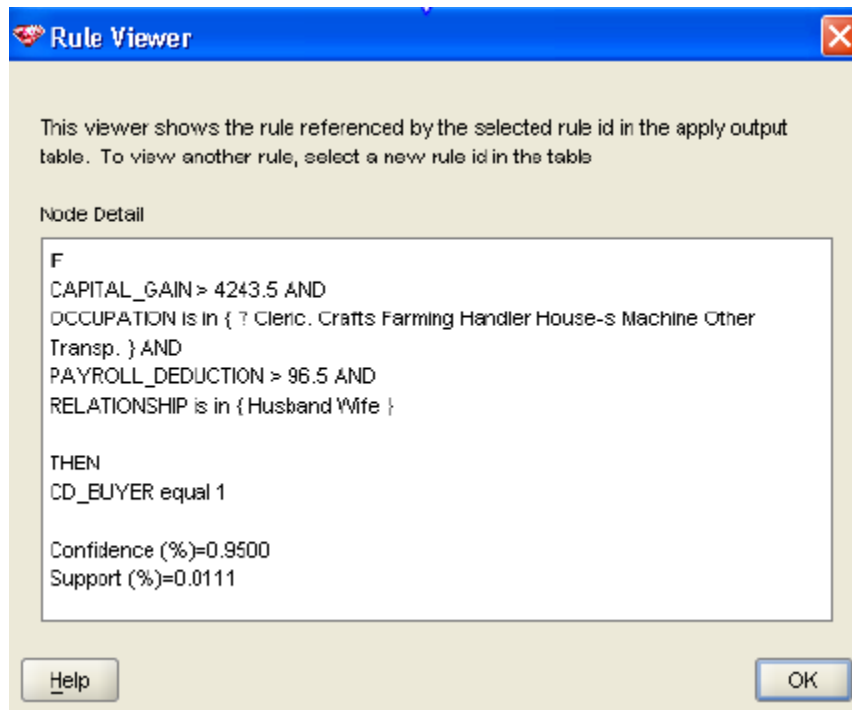 Rule Viewer
This viewer shows the rule referenced by the selected rule id in the apply output
table. To view another rule, select a new rule id in the table
Node Detail
IF
CAPITAL_GAIN > 4243.5 AND
OCCUPATION is in { ? Cleric. Crafts Farming Handler House-s Machine Other
Transp. } AND
PAYROLL_DEDUCTION > 96.5 AND
RELATIONSHIP is in { Husband Wife }
THEN
CD_BUYER equal 1
Confidence (%)=0.9500
Support (%)=0.0111
Help
OK